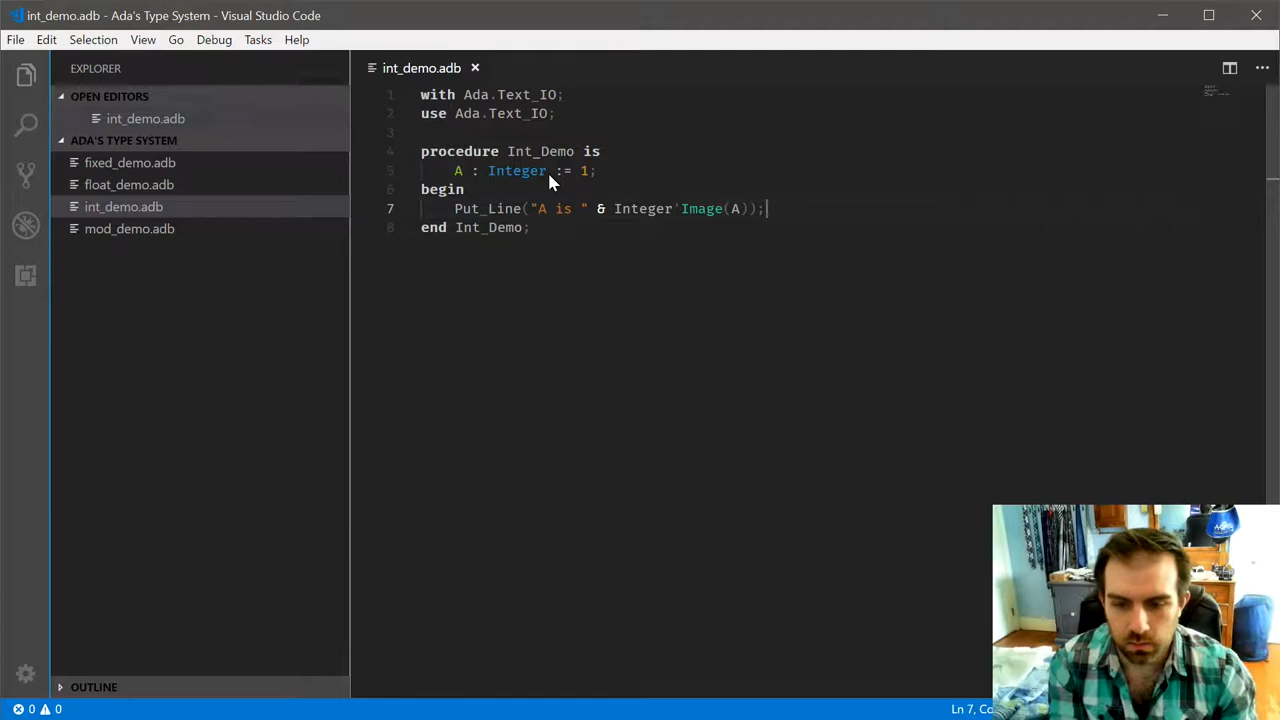 int_demo.adb - Ada's Type System - Visual Studio Code
File Edit Selection View Go Debug Tasks Help
EXPLORER
OPEN EDITORS
int_demo.adb
ADA'S TYPE SYSTEM
fixed_demo.adb
float_demo.adb
int_demo.adb
mod_demo.adb
OUTLINE
int_demo.adb
1 with Ada.Text_IO;
2 use Ada.Text_IO;
3
4 procedure Int_Demo is
5 A : Integer := 1;
6 begin
7 Put_Line("A is " & Integer'Image(A));
8 end Int_Demo;
0 0
Ln 7,